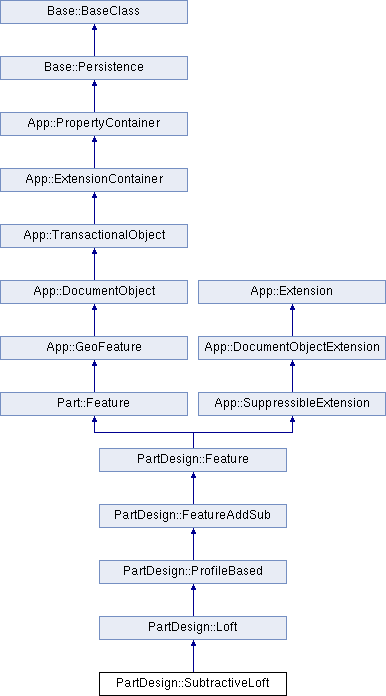 Base::BaseClass
Base::Persistence
App::PropertyContainer
App::ExtensionContainer
App::TransactionalObject
App::DocumentObject
App::Extension
App::GeoFeature
App::DocumentObjectExtension
Part::Feature
App::SuppressibleExtension
PartDesign::Feature
PartDesign::FeatureAddSub
PartDesign::ProfileBased
PartDesign::Loft
PartDesign::SubtractiveLoft